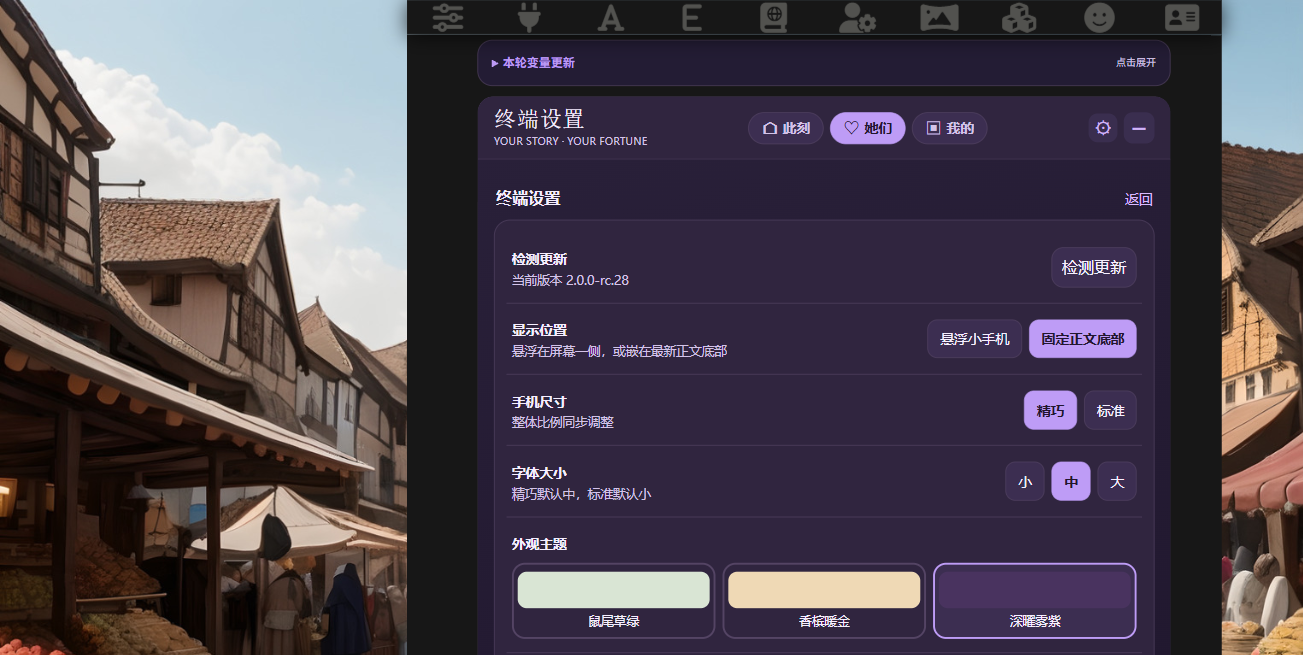 本轮变量更新
点击展开
终端设置
YOUR STORY · YOUR FORTUNE
此刻
她们
我的
终端设置
返回
检测更新
当前版本 2.0.0-rc.28
检测更新
显示位置
悬浮在屏幕一侧，或嵌在最新正文底部
悬浮小手机
固定正文底部
手机尺寸
整体比例同步调整
精巧
标准
字体大小
精巧默认中，标准默认小
小
中
大
外观主题
鼠尾草绿
香槟暖金
深曜雾紫